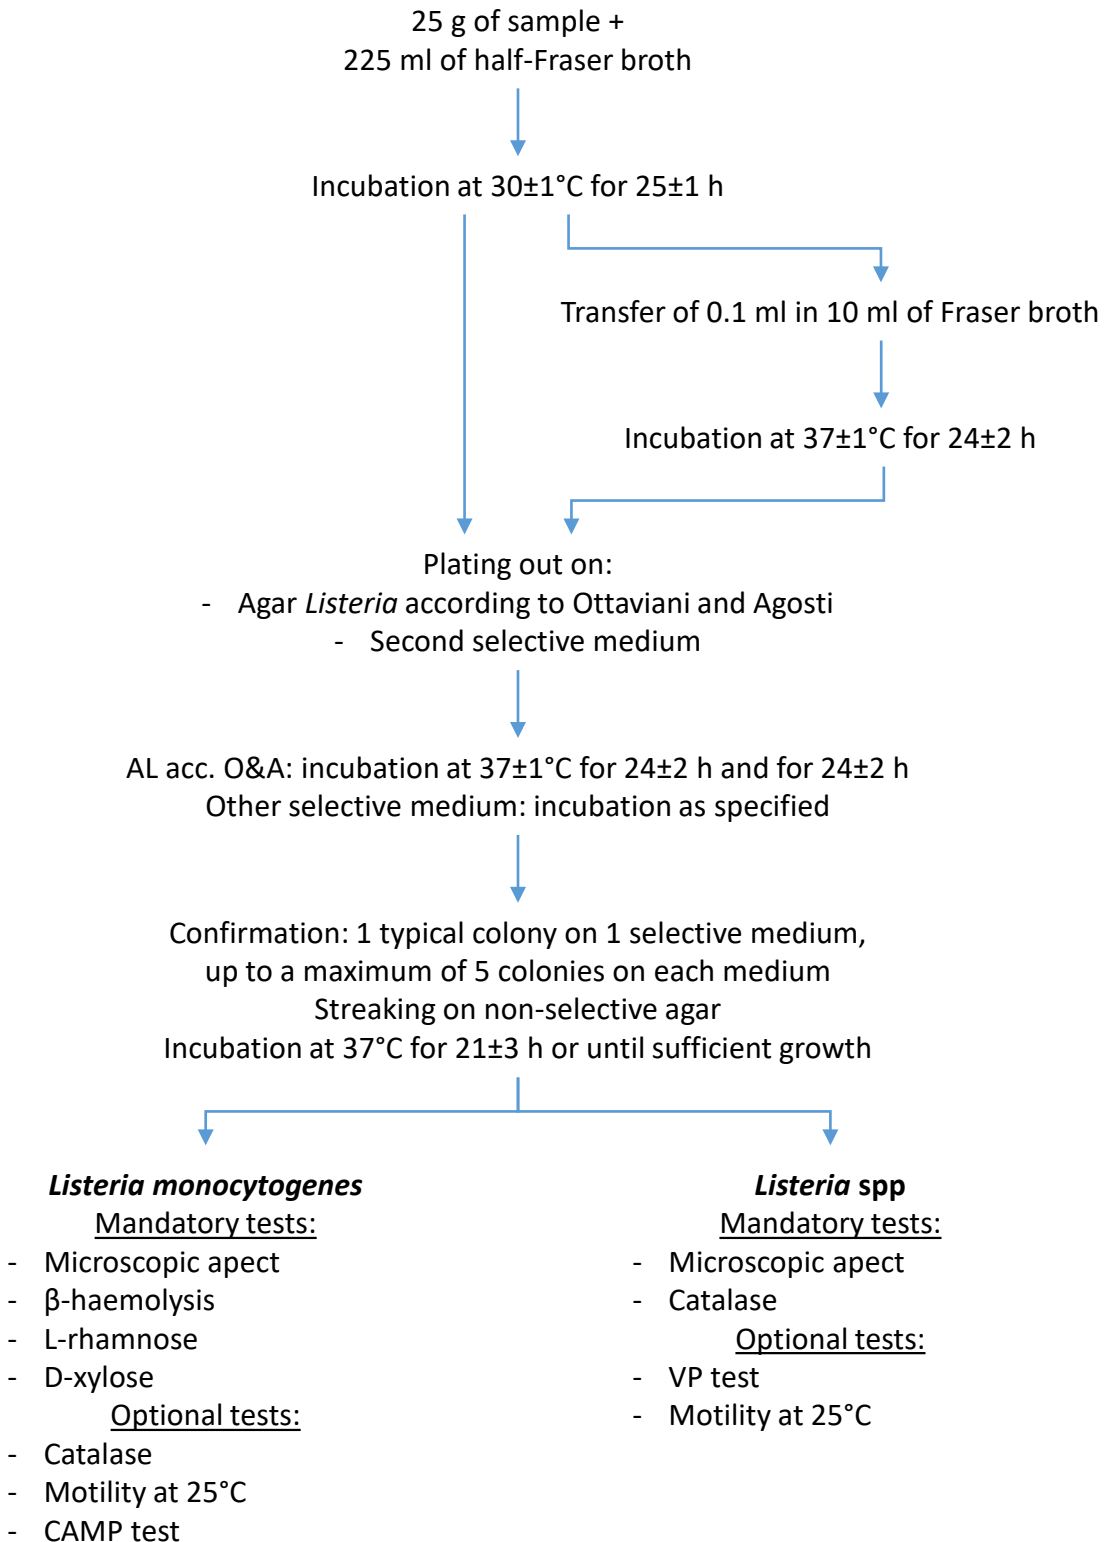 25 g of sample +
225 ml of half-Fraser broth
Incubation at 30±1°C for 25±1 h
Transfer of 0.1 ml in 10 ml of Fraser broth
Incubation at 37±1°C for 24±2 h
Plating out on:
- Agar Listeria according to Ottaviani and Agosti
- Second selective medium
AL acc. O&A: incubation at 37±1°C for 24±2 h and for 24±2 h
Other selective medium: incubation as specified
Confirmation: 1 typical colony on 1 selective medium,
up to a maximum of 5 colonies on each medium
Streaking on non-selective agar
Incubation at 37°C for 21±3 h or until sufficient growth
Listeria monocytogenes
Mandatory tests:
- Microscopic apect
- β-haemolysis
- L-rhamnose
- D-xylose
Optional tests:
- Catalase
- Motility at 25°C
- CAMP test
Listeria spp
Mandatory tests:
- Microscopic apect
- Catalase
Optional tests:
- VP test
- Motility at 25°C